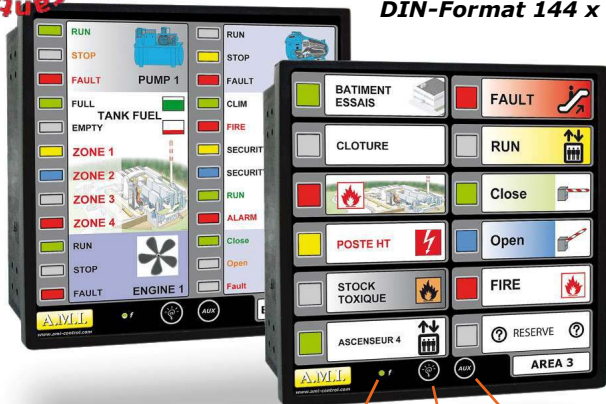 DIN-Format 144 x
RUN
STOP
FAULT
PUMP 1
FULL
TANK FUEL
EMPTY
ZONE 1
ZONE 2
ZONE 3
ZONE 4
RUN
STOP
FAULT
ENGINE 1
RUN
STOP
FAULT
CLIM
FIRE
SECURIT
SECURIT
RUN
ALARM
Close
Open
Fault
A.M.I.
www.ami-control.com
f
AUX
BATIMENT
ESSAIS
CLOTURE
POSTE HT
STOCK
TOXIQUE
ASCENSEUR 4
FAULT
RUN
Close
Open
FIRE
? RESERVE ?
AREA 3
A.M.I.
www.ami-control.com
f
AUX